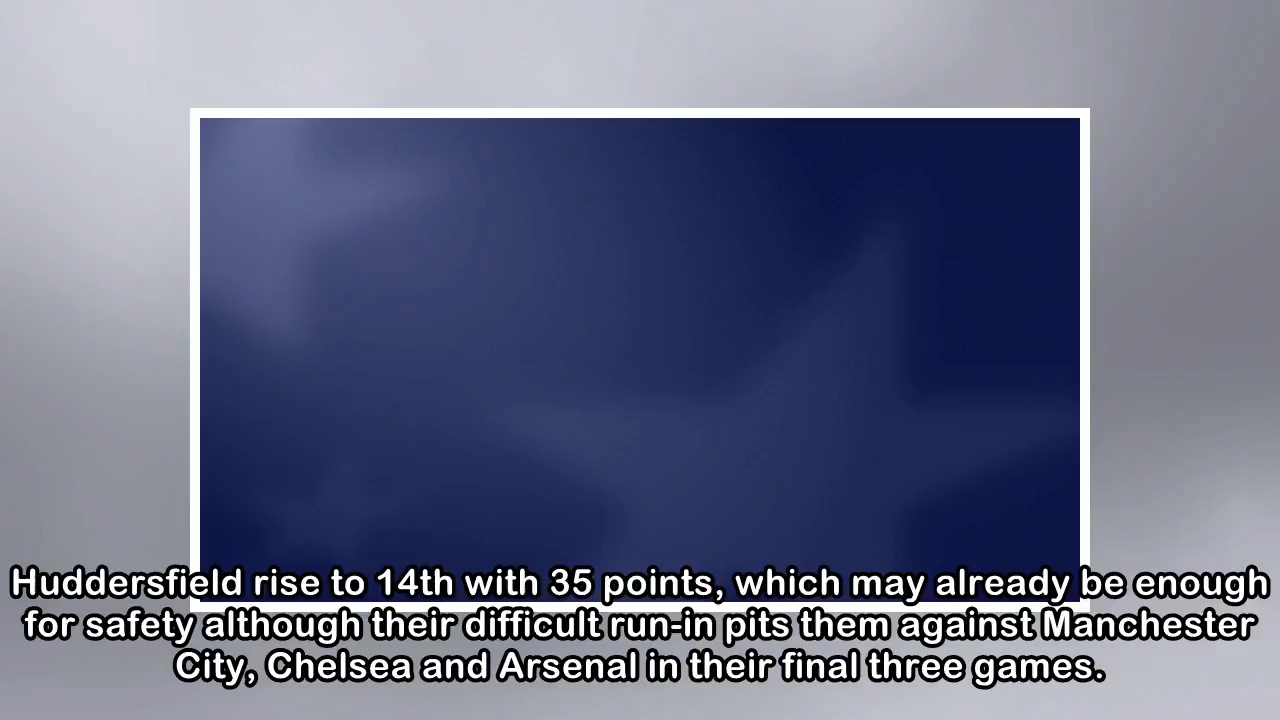 Huddersfield rise to 14th with 35 points, which may already be enough
for safety although their difficult run-in pits them against Manchester
City, Chelsea and Arsenal in their final three games.